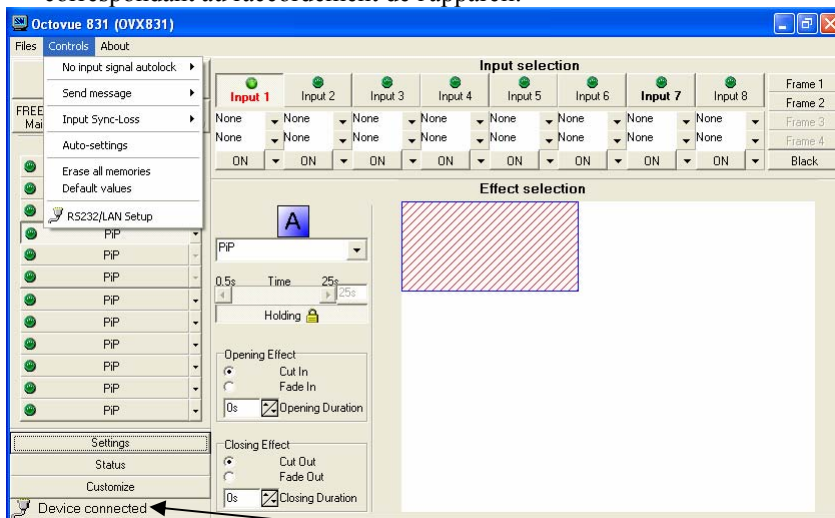 correspondant au raccordement de l'appareil.
Octovue 831 (OVX831)
Files Controls About
No input signal autolock
Send message
Input Sync-Loss
Auto-settings
Erase all memories
Default values
RS232/LAN Setup
FREE
Mai
Input selection
Input 1 Input 2 Input 3 Input 4 Input 5 Input 6 Input 7 Input 8
None None None None None None None None
None None None None None None None None
ON ON ON ON ON ON ON ON
Frame 1
Frame 2
Frame 3
Frame 4
Black
PiP
PiP
PiP
PiP
PiP
PiP
PiP
PiP
PiP
Settings
Status
Customize
Device connected
Effect selection
A
PiP
0.5s Time 25s
25s
Holding
Opening Effect
Cut In
Fade In
0s Opening Duration
Closing Effect
Cut Out
Fade Out
0s Closing Duration